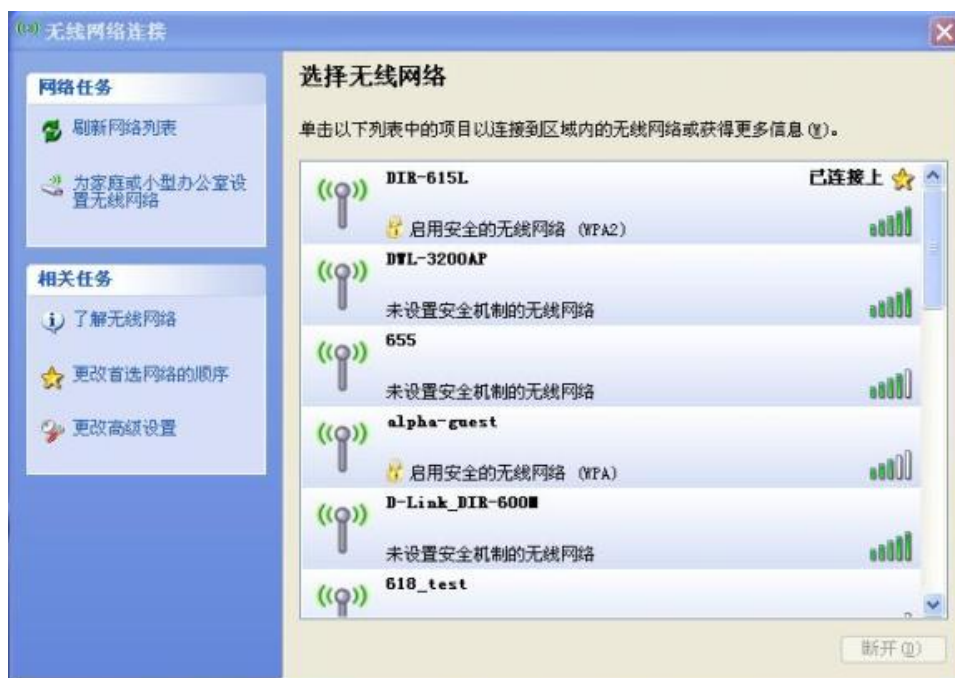 无线网络连接
网络任务
刷新网络列表
为家庭或小型办公室设
置无线网络
相关任务
了解无线网络
更改首选网络的顺序
更改高级设置
选择无线网络
单击以下列表中的项目以连接到区域内的无线网络或获得更多信息(W)。
DIR-615L 已连接上
启用安全的无线网络 (WPA2)
DWL-3200AP
未设置安全机制的无线网络
655
未设置安全机制的无线网络
alpha-guest
启用安全的无线网络 (WPA)
D-Link_DIR-600M
未设置安全机制的无线网络
618_test
断开(D)